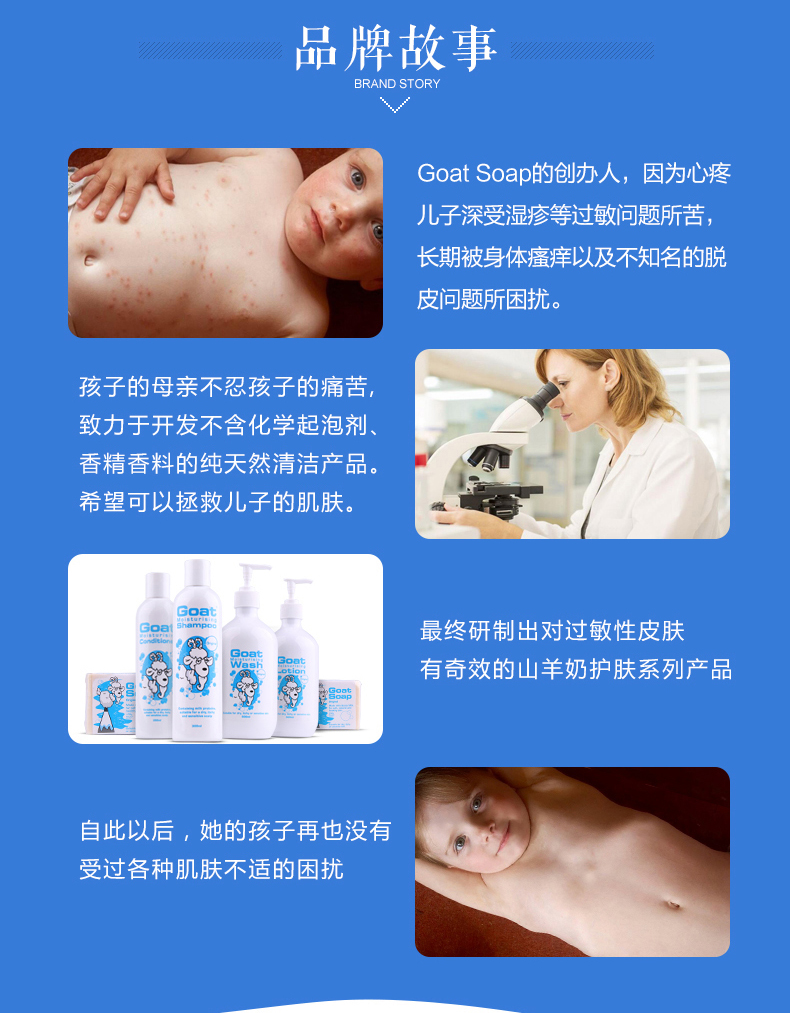 品牌故事
BRAND STORY
Goat Soap的创办人，因为心疼
儿子深受湿疹等过敏问题所苦，
长期被身体瘙痒以及不知名的脱
皮问题所困扰。
孩子的母亲不忍孩子的痛苦,
致力于开发不含化学起泡剂、
香精香料的纯天然清洁产品。
希望可以拯救儿子的肌肤。
Goat
Moisturising
Conditioner
Goat
Moisturising
Shampoo
Goat
Moisturising
Wash
Goat
Moisturising
Lotion
Goat
Soap
最终研制出对过敏性皮肤
有奇效的山羊奶护肤系列产品
自此以后，她的孩子再也没有
受过各种肌肤不适的困扰